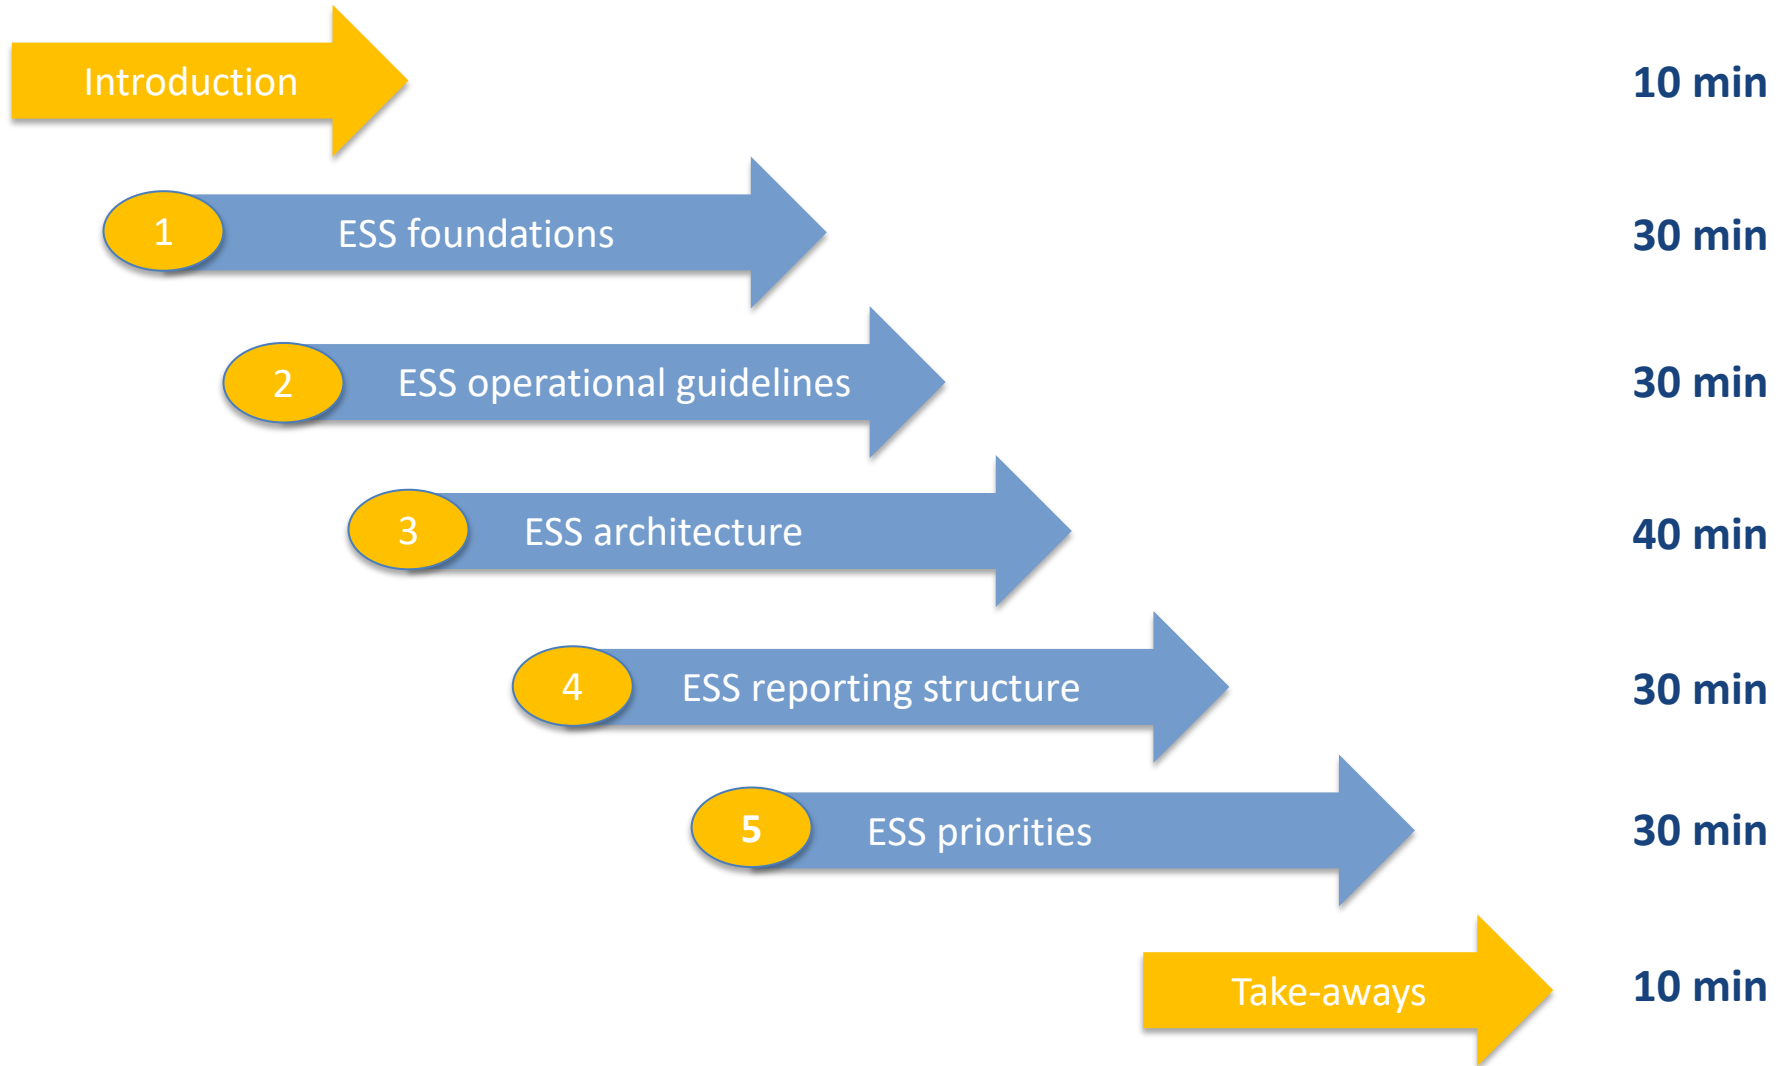 Introduction 10 min
1 ESS foundations 30 min
2 ESS operational guidelines 30 min
3 ESS architecture 40 min
4 ESS reporting structure 30 min
5 ESS priorities 30 min
Take-aways 10 min